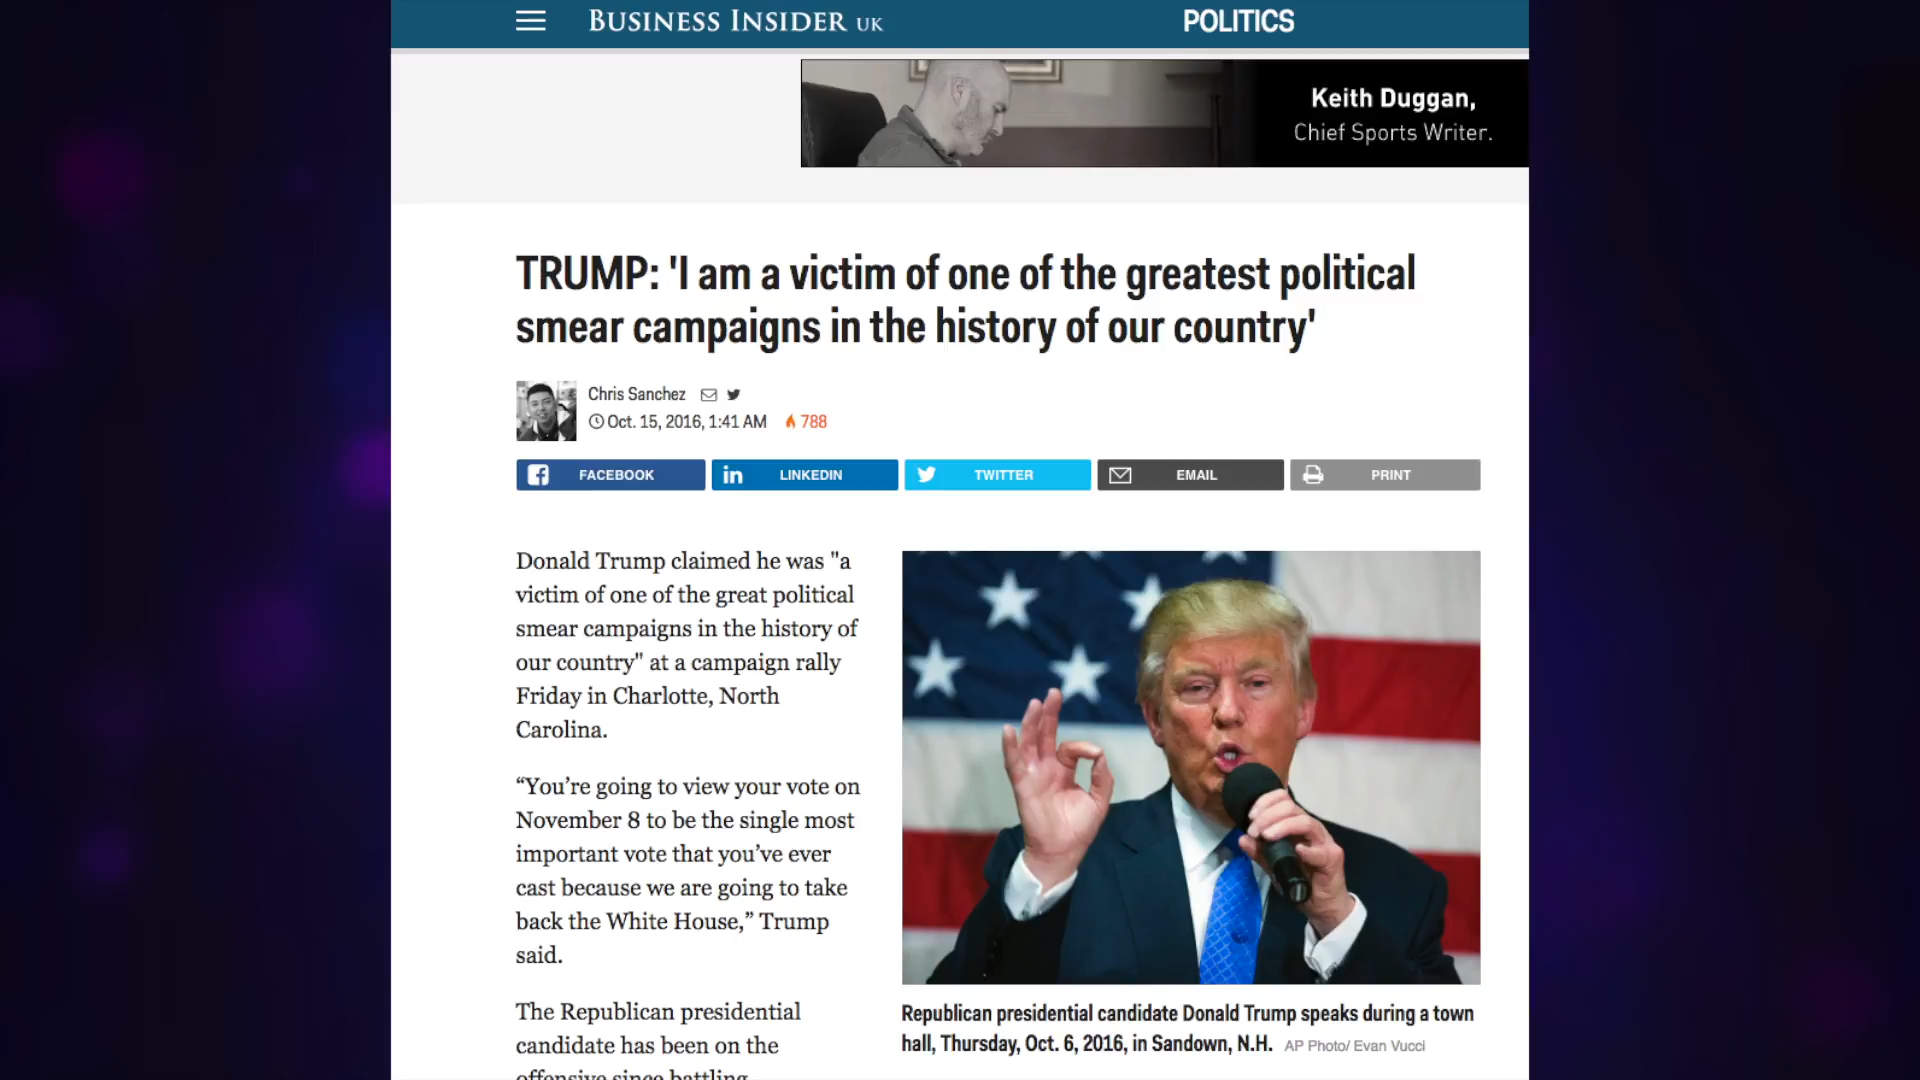 BUSINESS INSIDER UK
POLITICS
Keith Duggan,
Chief Sports Writer.
TRUMP: 'I am a victim of one of the greatest political
smear campaigns in the history of our country'
Chris Sanchez
Oct. 15, 2016, 1:41 AM 788
FACEBOOK
LINKEDIN
TWITTER
EMAIL
PRINT
Donald Trump claimed he was "a
victim of one of the great political
smear campaigns in the history of
our country" at a campaign rally
Friday in Charlotte, North
Carolina.
“You’re going to view your vote on
November 8 to be the single most
important vote that you’ve ever
cast because we are going to take
back the White House,” Trump
said.
The Republican presidential
candidate has been on the
offensive since battling
Republican presidential candidate Donald Trump speaks during a town
hall, Thursday, Oct. 6, 2016, in Sandown, N.H. AP Photo/ Evan Vucci